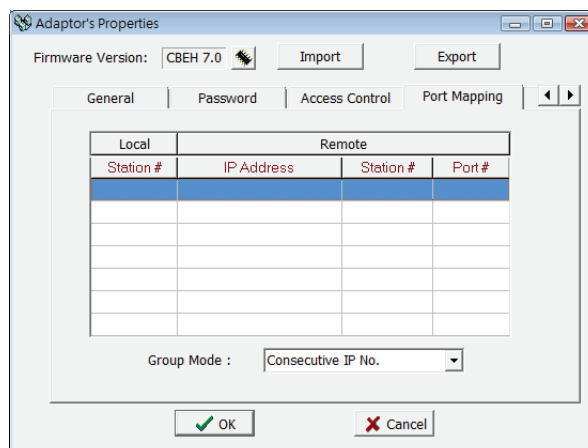 Adaptor's Properties
Firmware Version: CBEH 7.0 Import Export
General Password Access Control Port Mapping
Local Remote
Station # IP Address Station # Port #
Group Mode : Consecutive IP No.
OK Cancel